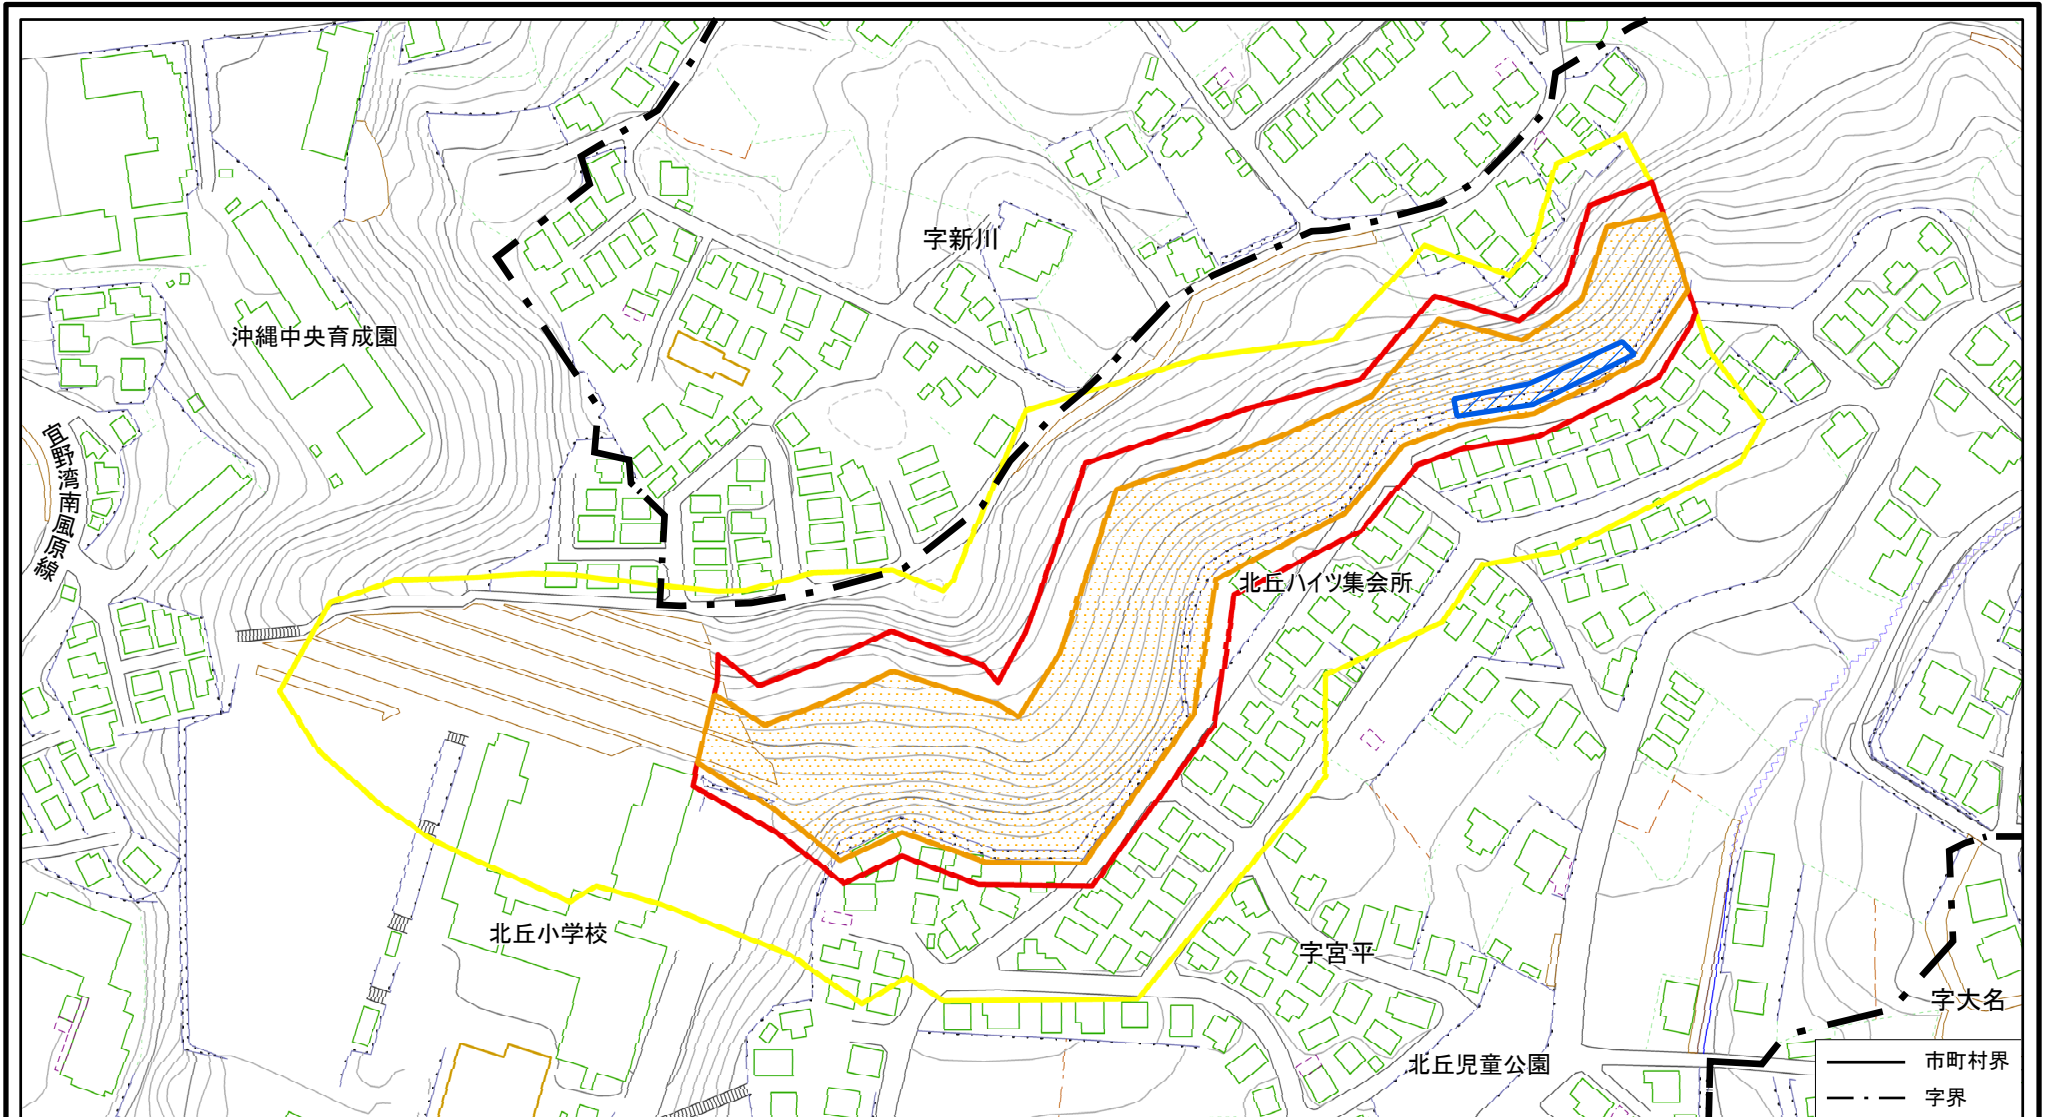 字新川
沖縄中央育成園
宜野湾南風原線
北丘ハイツ集会所
北丘小学校
字宮平
字大名
北丘児童公園
市町村界
字界